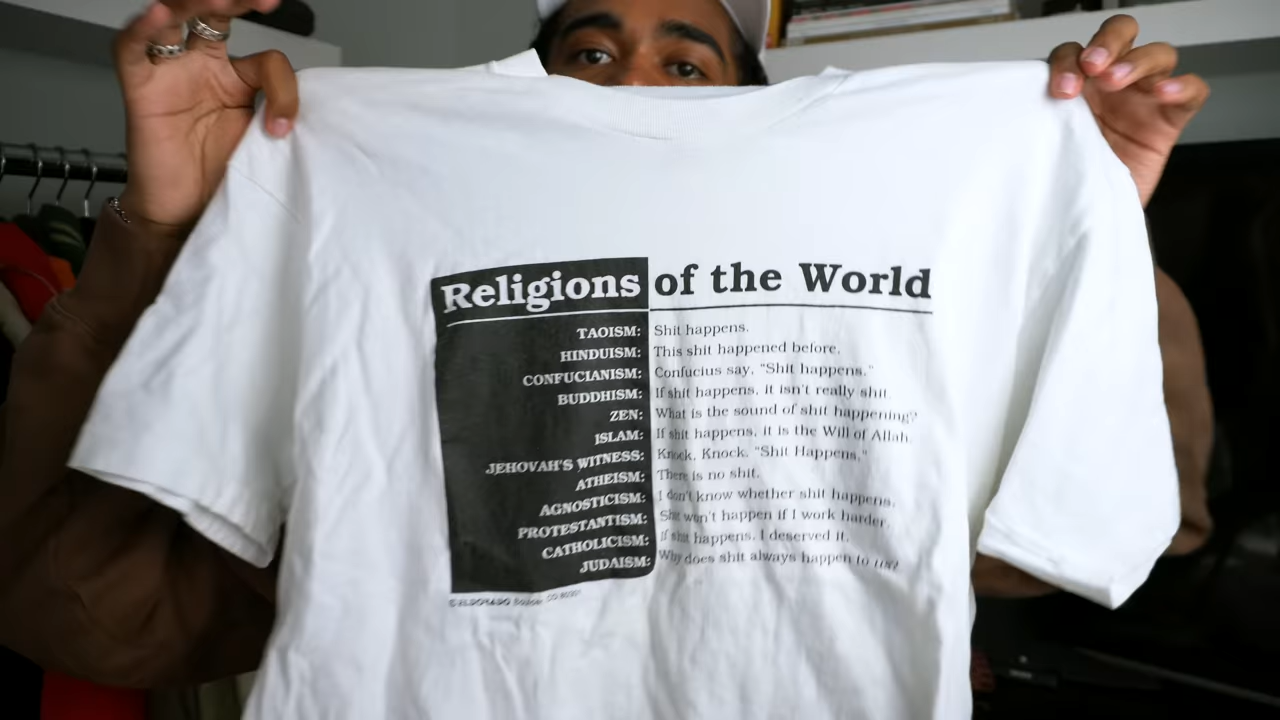 Religions of the World
TAOISM: Shit happens.
HINDUISM: This shit happened before.
CONFUCIANISM: Confucius say, "Shit happens."
BUDDHISM: If shit happens, it isn't really shit.
ZEN: What is the sound of shit happening?
ISLAM: If shit happens, it is the Will of Allah.
JEHOVAH'S WITNESS: Knock, Knock. "Shit Happens."
ATHEISM: There is no shit.
AGNOSTICISM: I don't know whether shit happens.
PROTESTANTISM: Shit won't happen if I work harder.
CATHOLICISM: If shit happens, I deserved it.
JUDAISM: Why does shit always happen to us?